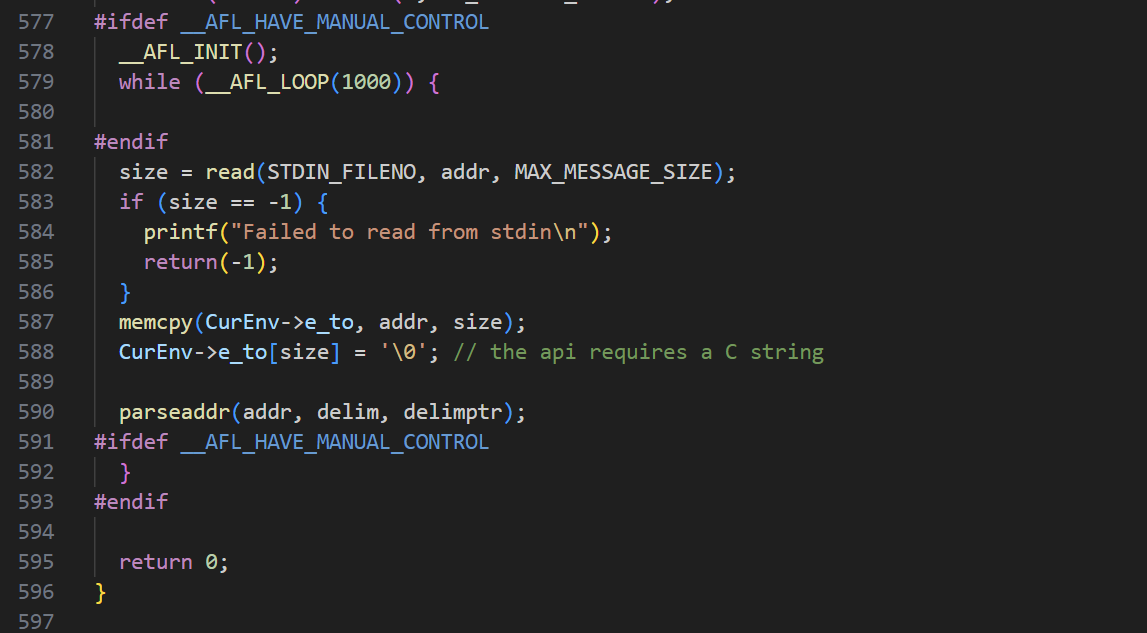 577 #ifdef __AFL_HAVE_MANUAL_CONTROL
578   __AFL_INIT();
579   while (__AFL_LOOP(1000)) {
580
581 #endif
582   size = read(STDIN_FILENO, addr, MAX_MESSAGE_SIZE);
583   if (size == -1) {
584     printf("Failed to read from stdin\n");
585     return(-1);
586   }
587   memcpy(CurEnv->e_to, addr, size);
588   CurEnv->e_to[size] = '\0'; // the api requires a C string
589
590   parseaddr(addr, delim, delimptr);
591 #ifdef __AFL_HAVE_MANUAL_CONTROL
592   }
593 #endif
594
595   return 0;
596 }
597